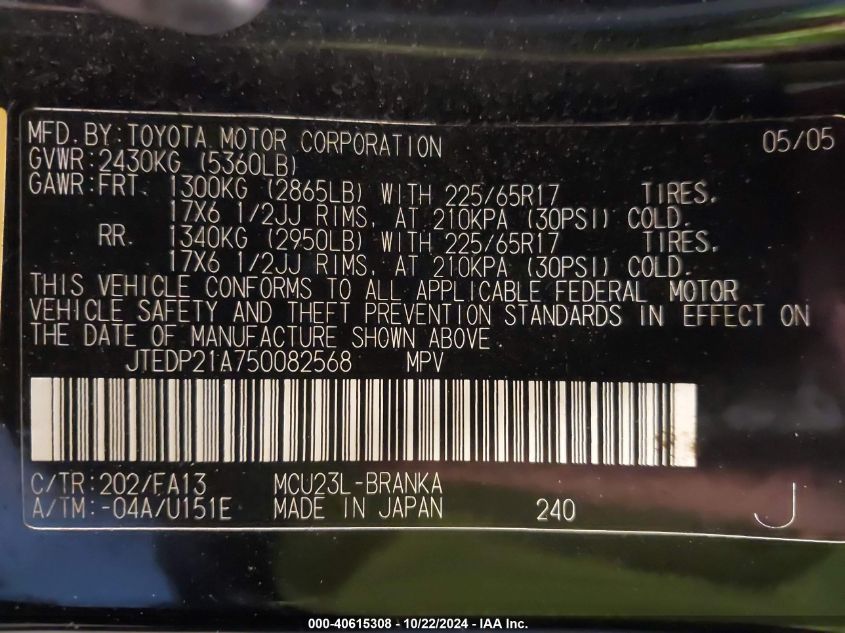 MFD. BY: TOYOTA MOTOR CORPORATION 05/05
GVWR: 2430KG (5360LB)
GAWR: FRT. 1300KG (2865LB) WITH 225/65R17 TIRES,
17X6 1/2JJ RIMS, AT 210KPA (30PSI) COLD.
RR. 1340KG (2950LB) WITH 225/65R17 TIRES,
17X6 1/2JJ RIMS, AT 210KPA (30PSI) COLD.
THIS VEHICLE CONFORMS TO ALL APPLICABLE FEDERAL MOTOR
VEHICLE SAFETY AND THEFT PREVENTION STANDARDS IN EFFECT ON
THE DATE OF MANUFACTURE SHOWN ABOVE.
JTEDP21A750082568 MPV
C/TR: 202/FA13 MCU23L-BRANKA
A/TM: -04A/U151E MADE IN JAPAN 240 J
000-40615308 - 10/22/2024 - IAA Inc.